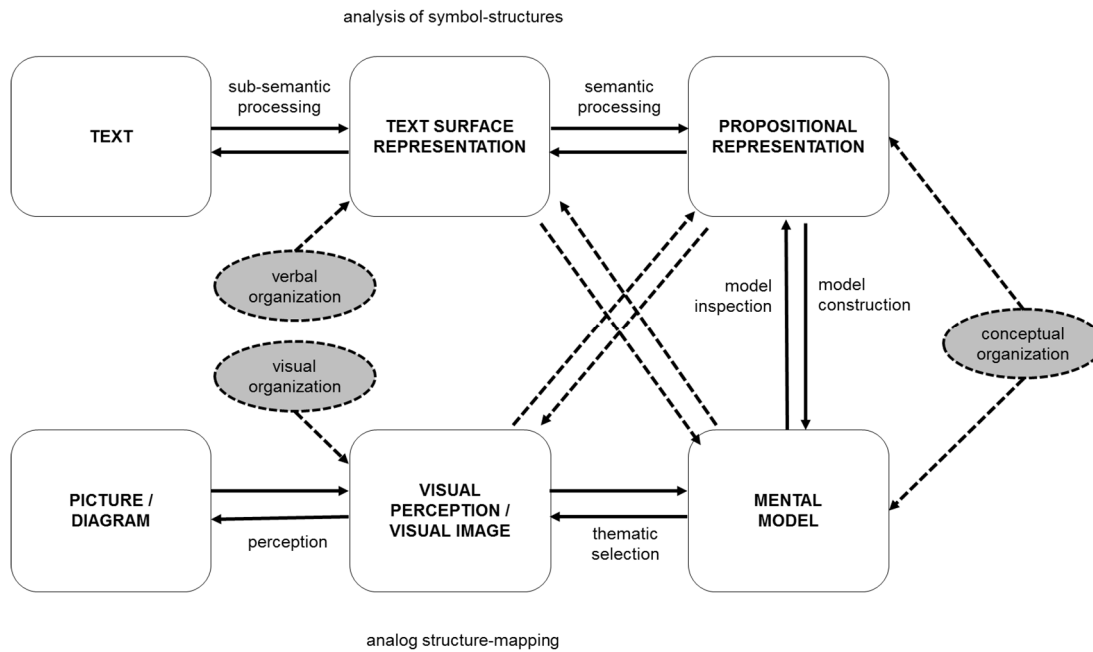 analysis of symbol-structures
sub-semantic
processing
semantic
processing
TEXT
TEXT SURFACE
REPRESENTATION
PROPOSITIONAL
REPRESENTATION
verbal
organization
model
inspection
model
construction
visual
organization
conceptual
organization
PICTURE /
DIAGRAM
VISUAL
PERCEPTION /
VISUAL IMAGE
MENTAL
MODEL
perception
thematic
selection
analog structure-mapping